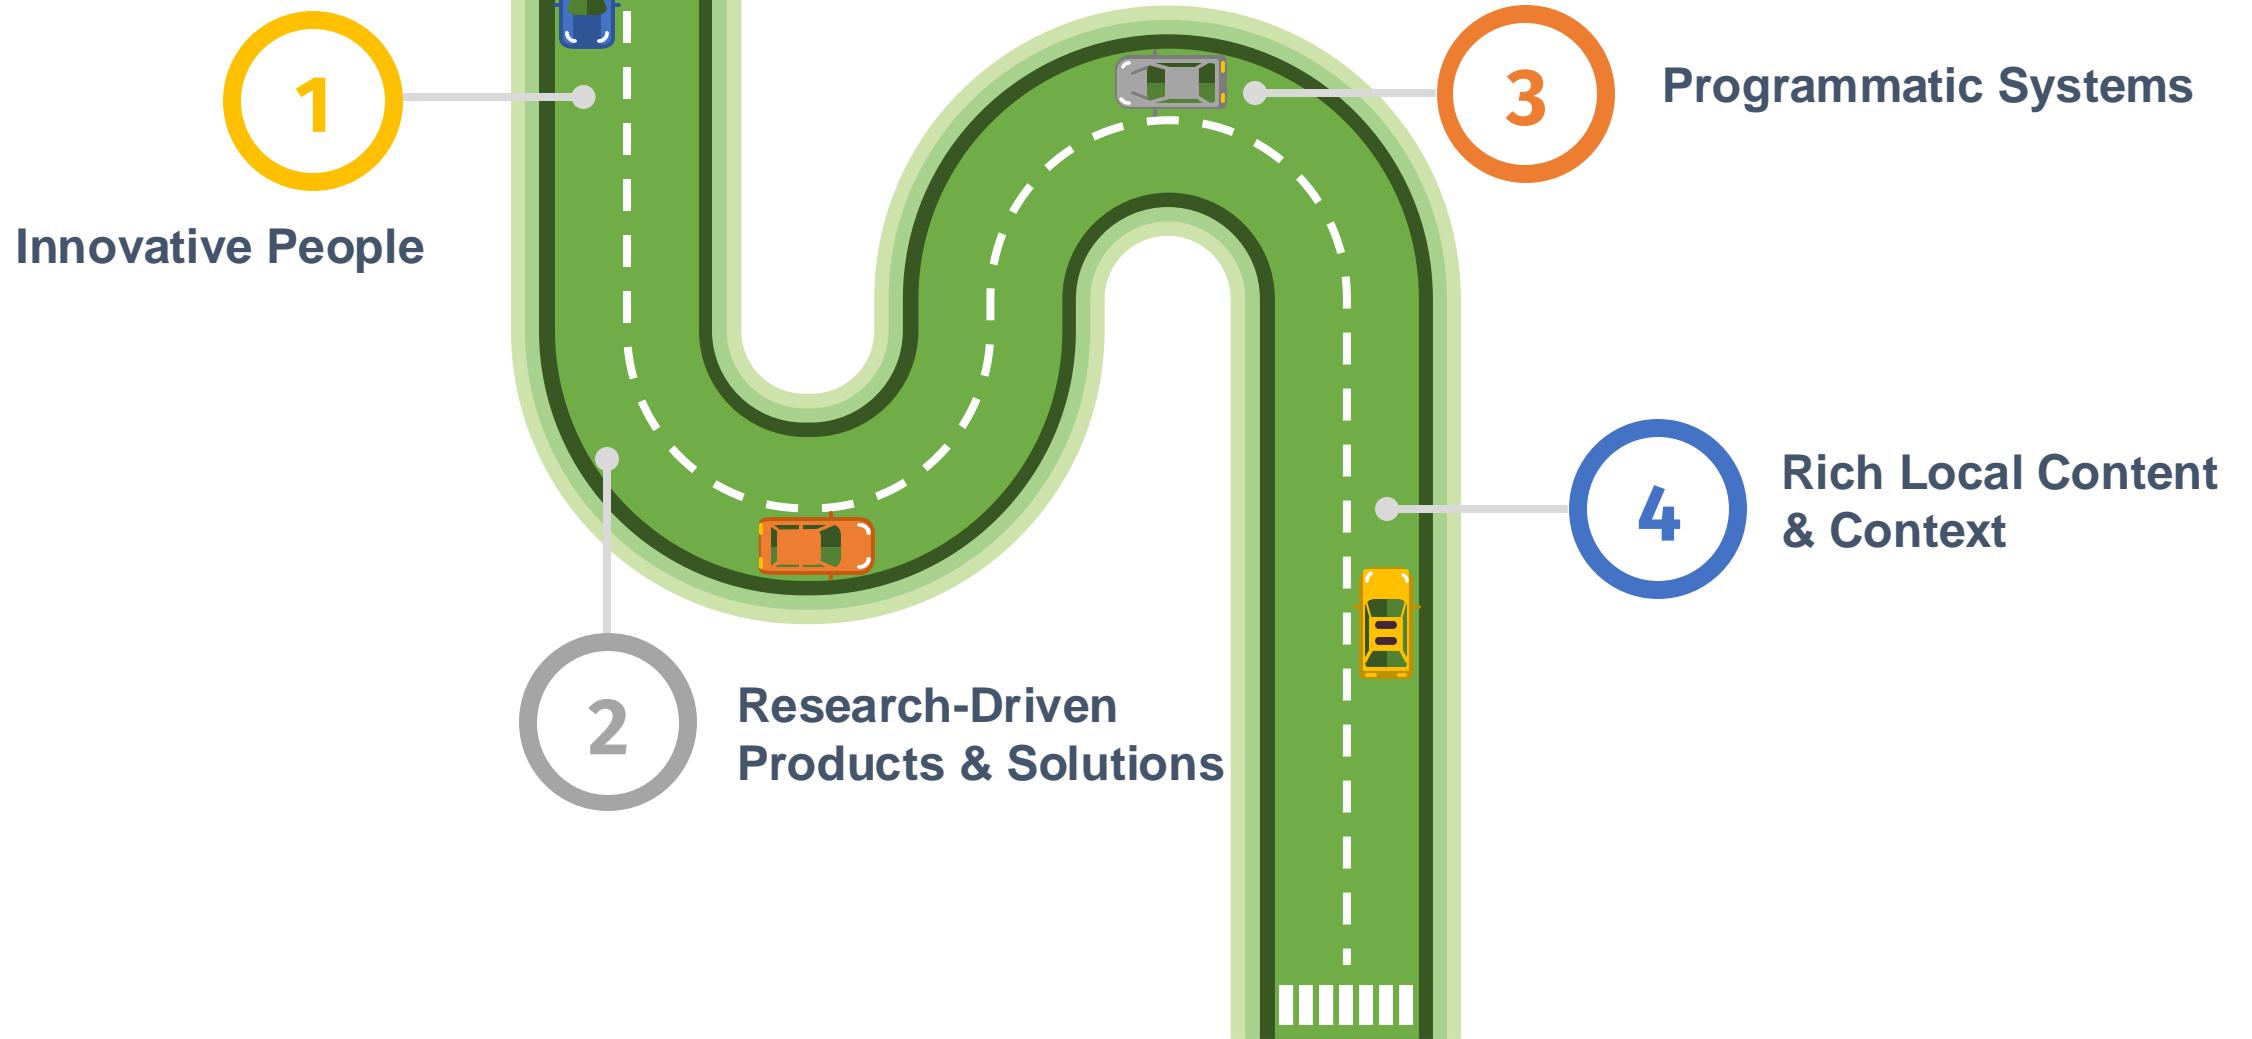 1
Innovative People
2
Research-Driven
Products & Solutions
3
Programmatic Systems
4
Rich Local Content
& Context